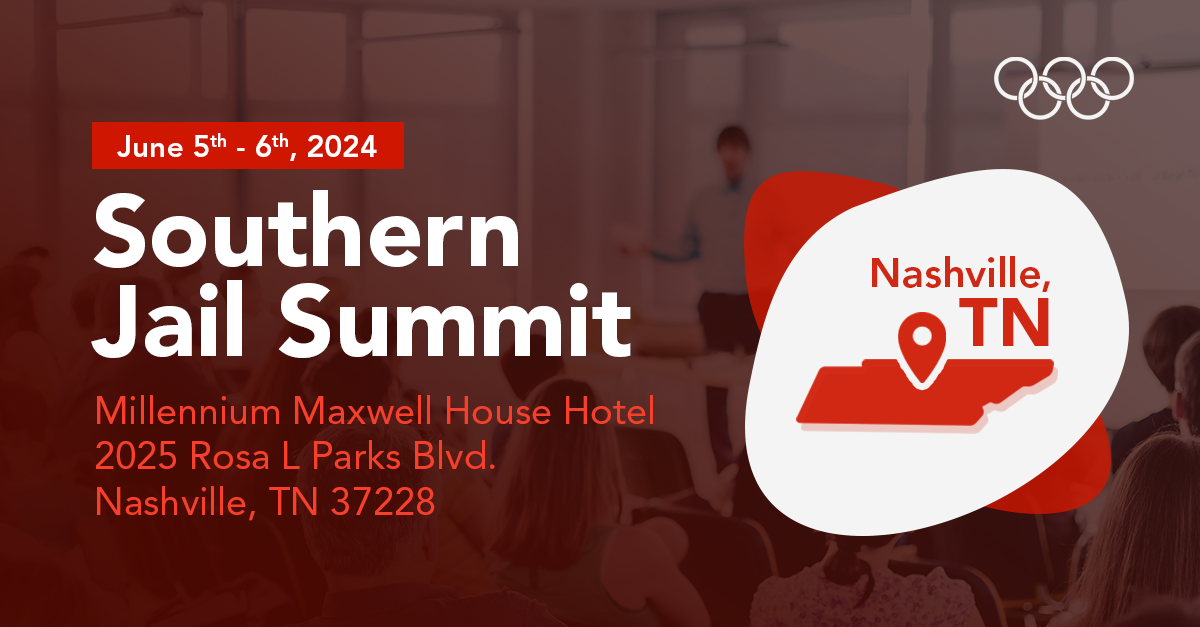 June 5th - 6th, 2024
Southern
Jail Summit
Millennium Maxwell House Hotel
2025 Rosa L Parks Blvd.
Nashville, TN 37228
Nashville,
TN